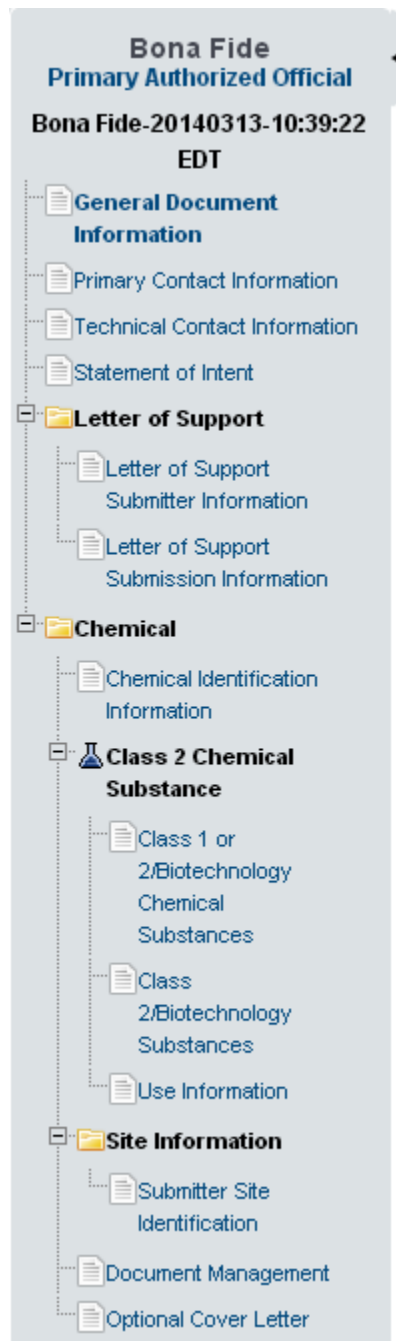 Bona Fide
Primary Authorized Official
Bona Fide-20140313-10:39:22
EDT
General Document
Information
Primary Contact Information
Technical Contact Information
Statement of Intent
Letter of Support
Letter of Support
Submitter Information
Letter of Support
Submission Information
Chemical
Chemical Identification
Information
Class 2 Chemical
Substance
Class 1 or
2/Biotechnology
Chemical
Substances
Class
2/Biotechnology
Substances
Use Information
Site Information
Submitter Site
Identification
Document Management
Optional Cover Letter